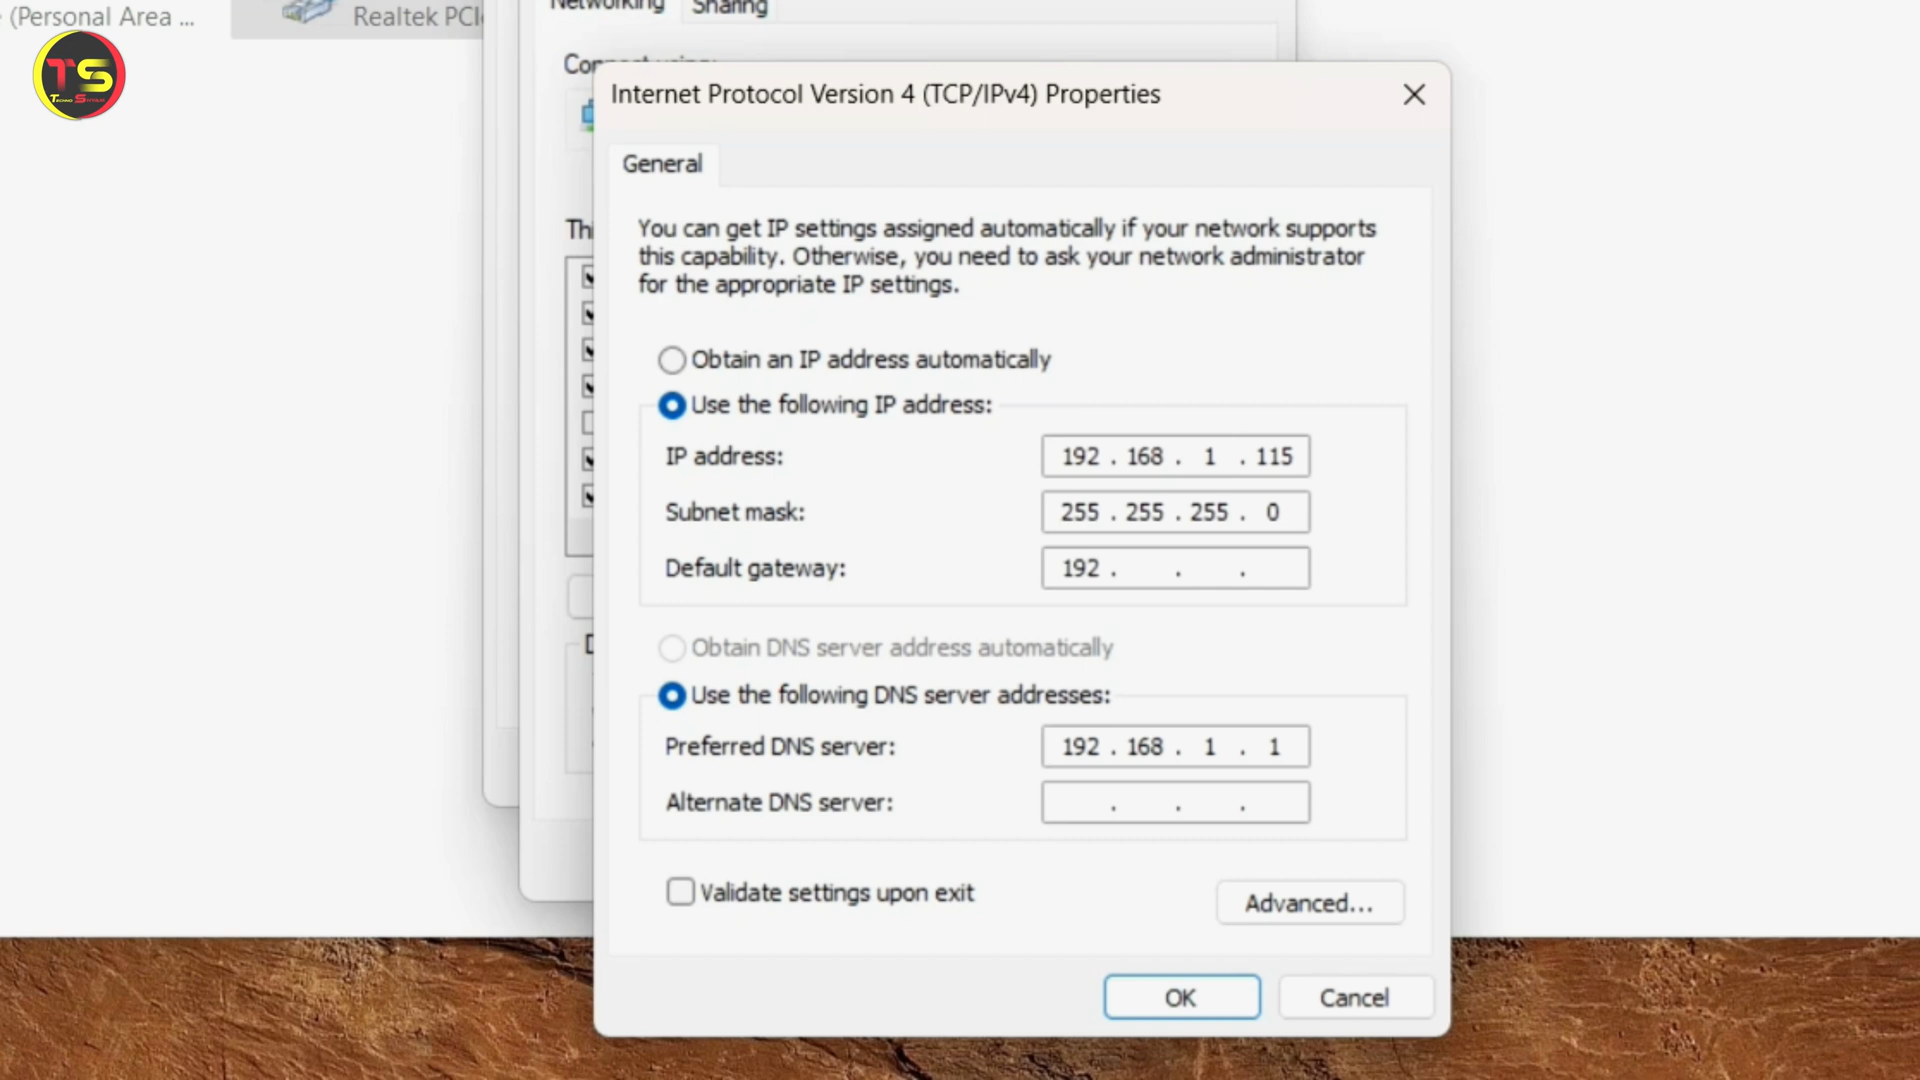 (Personal Area ...
Realtek PCIe
TS
Networking
Sharing
Connect using:
Internet Protocol Version 4 (TCP/IPv4) Properties
General
You can get IP settings assigned automatically if your network supports
this capability. Otherwise, you need to ask your network administrator
for the appropriate IP settings.
Obtain an IP address automatically
Use the following IP address:
IP address:
192 . 168 . 1 . 115
Subnet mask:
255 . 255 . 255 . 0
Default gateway:
192 . . .
Obtain DNS server address automatically
Use the following DNS server addresses:
Preferred DNS server:
192 . 168 . 1 . 1
Alternate DNS server:
. . .
Validate settings upon exit
Advanced...
OK
Cancel